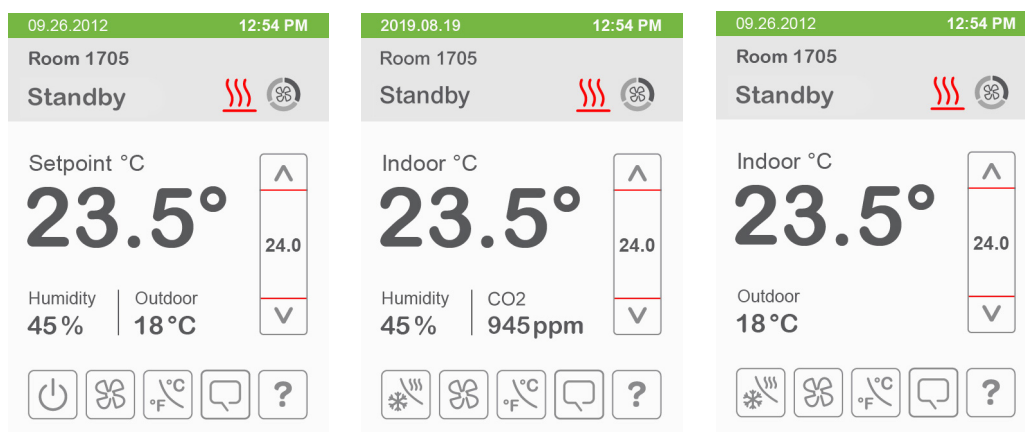 09.26.2012 12:54 PM
Room 1705
Standby
Setpoint °C
23.5°
24.0
Humidity Outdoor
45% 18°C
°C
°F
?
2019.08.19 12:54 PM
Room 1705
Standby
Indoor °C
23.5°
24.0
Humidity CO2
45% 945ppm
°C
°F
?
09.26.2012 12:54 PM
Room 1705
Standby
Indoor °C
23.5°
24.0
Outdoor
18°C
°C
°F
?